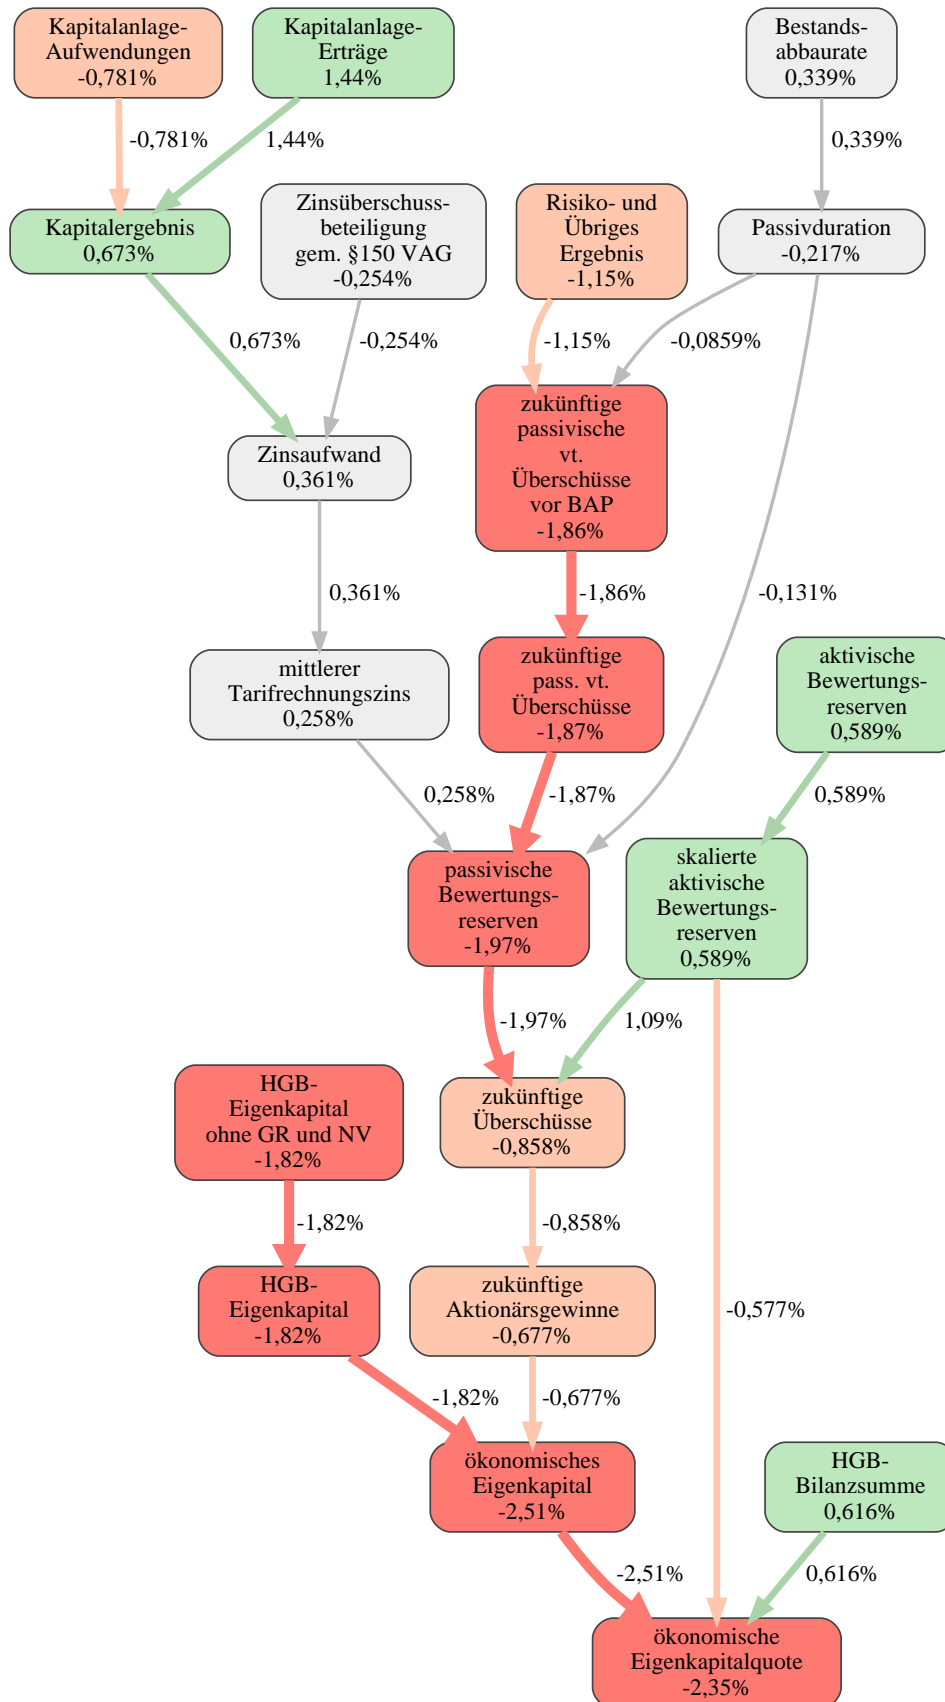 Kapitalanlage-
Aufwendungen
-0,781%
Kapitalanlage-
Erträge
1,44%
Bestands-
abbaurate
0,339%
-0,781%
1,44%
0,339%
Kapitalergebnis
0,673%
Zinsüberschuss-
beteiligung
gem. §150 VAG
-0,254%
Risiko- und
Übriges
Ergebnis
-1,15%
Passivduration
-0,217%
0,673%
-0,254%
-1,15%
-0,0859%
Zinsaufwand
0,361%
zukünftige
passivische
vt.
Überschüsse
vor BAP
-1,86%
0,361%
-1,86%
-0,131%
mittlerer
Tarifrechnungszins
0,258%
zukünftige
pass. vt.
Überschüsse
-1,87%
aktivische
Bewertungs-
reserven
0,589%
0,258%
-1,87%
0,589%
passivische
Bewertungs-
reserven
-1,97%
skalierte
aktivische
Bewertungs-
reserven
0,589%
-1,97%
1,09%
HGB-
Eigenkapital
ohne GR und NV
-1,82%
zukünftige
Überschüsse
-0,858%
-1,82%
-0,858%
HGB-
Eigenkapital
-1,82%
zukünftige
Aktionärsgewinne
-0,677%
-0,577%
-1,82%
-0,677%
ökonomisches
Eigenkapital
-2,51%
HGB-
Bilanzsumme
0,616%
-2,51%
0,616%
ökonomische
Eigenkapitalquote
-2,35%